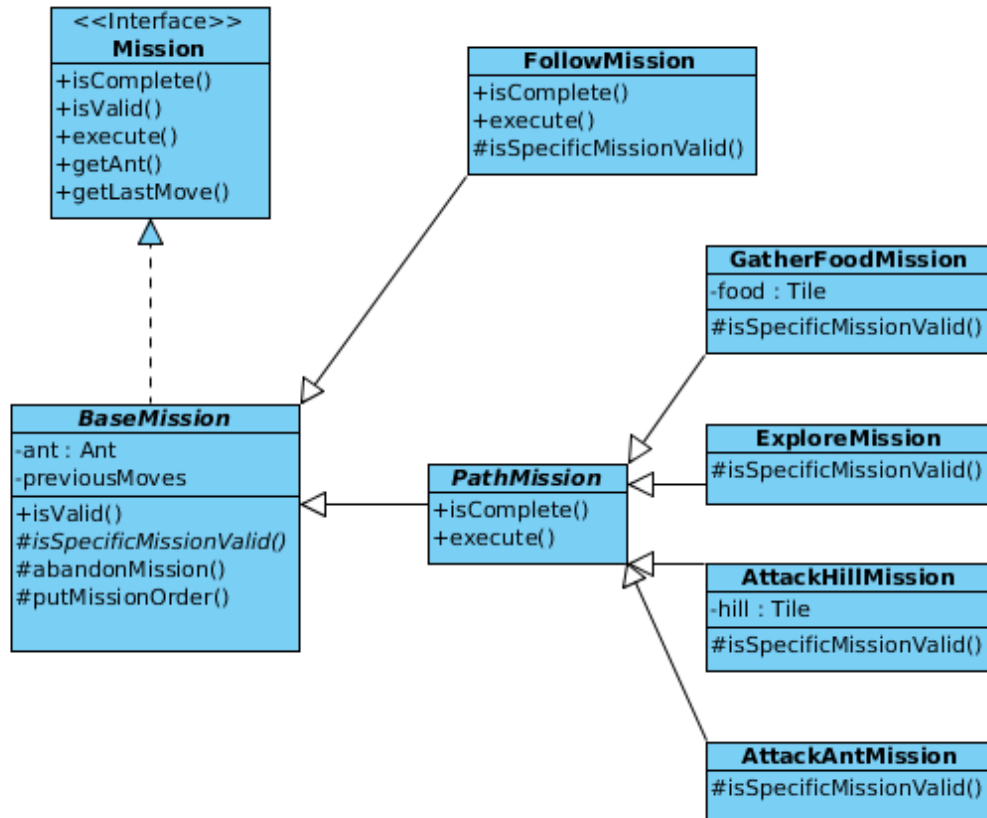 <<Interface>>
Mission
+isComplete()
+isValid()
+execute()
+getAnt()
+getLastMove()
FollowMission
+isComplete()
+execute()
#isSpecificMissionValid()
GatherFoodMission
-food : Tile
#isSpecificMissionValid()
BaseMission
-ant : Ant
-previousMoves
+isValid()
#isSpecificMissionValid()
#abandonMission()
#putMissionOrder()
PathMission
+isComplete()
+execute()
ExploreMission
#isSpecificMissionValid()
AttackHillMission
-hill : Tile
#isSpecificMissionValid()
AttackAntMission
#isSpecificMissionValid()